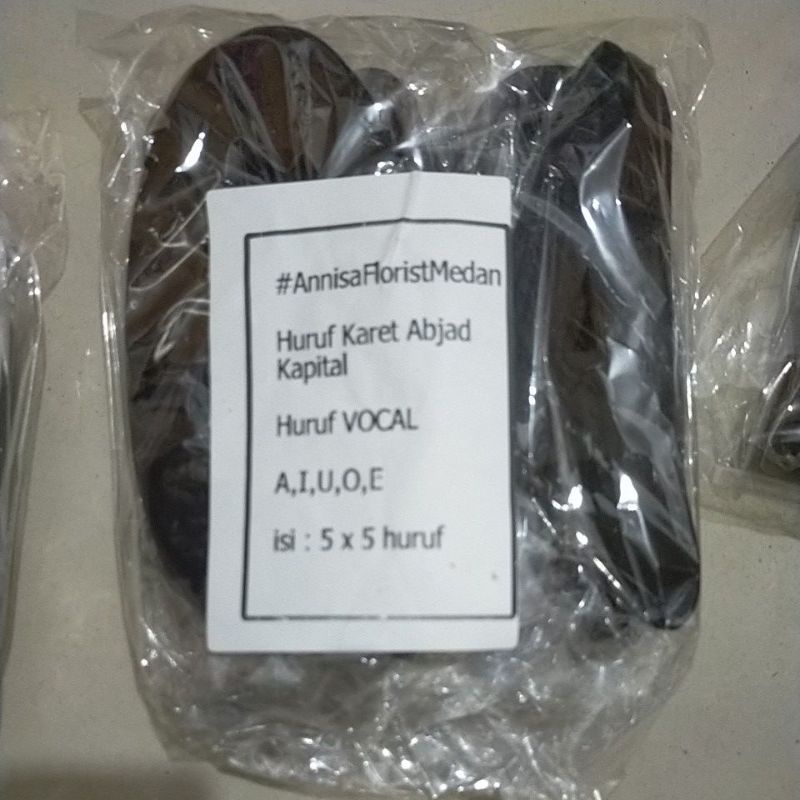 #AnnisaFloristMedan
Huruf Karet Abjad
Kapital
Huruf VOCAL
A,I,U,O,E
isi : 5 x 5 huruf